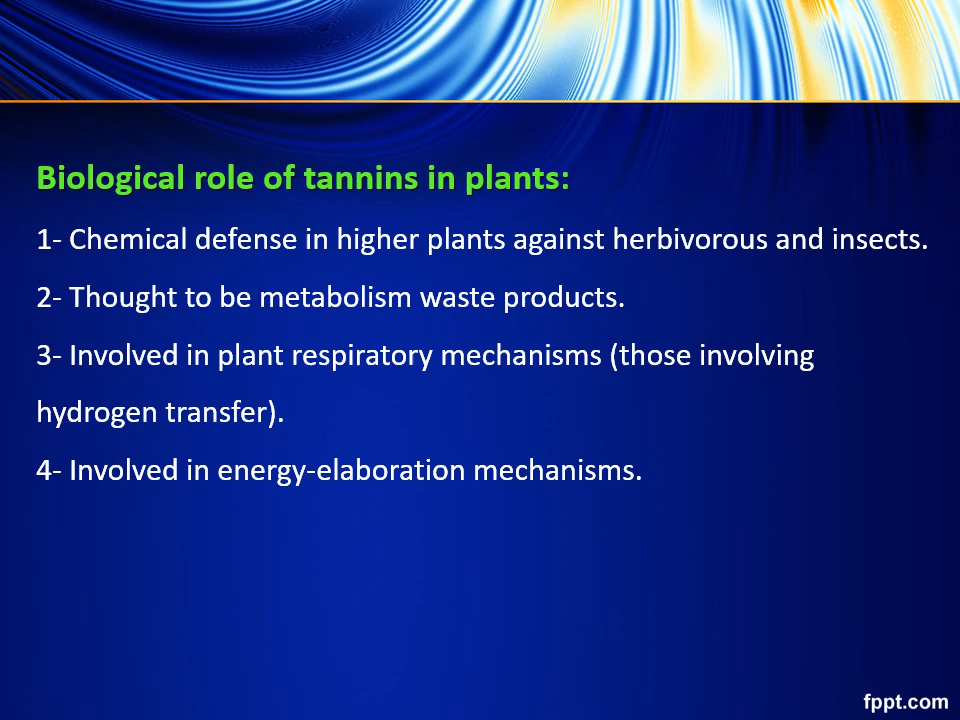 Biological role of tannins in plants:
1- Chemical defense in higher plants against herbivorous and insects.
2- Thought to be metabolism waste products.
3- Involved in plant respiratory mechanisms (those involving
hydrogen transfer).
4- Involved in energy-elaboration mechanisms.
fppt.com